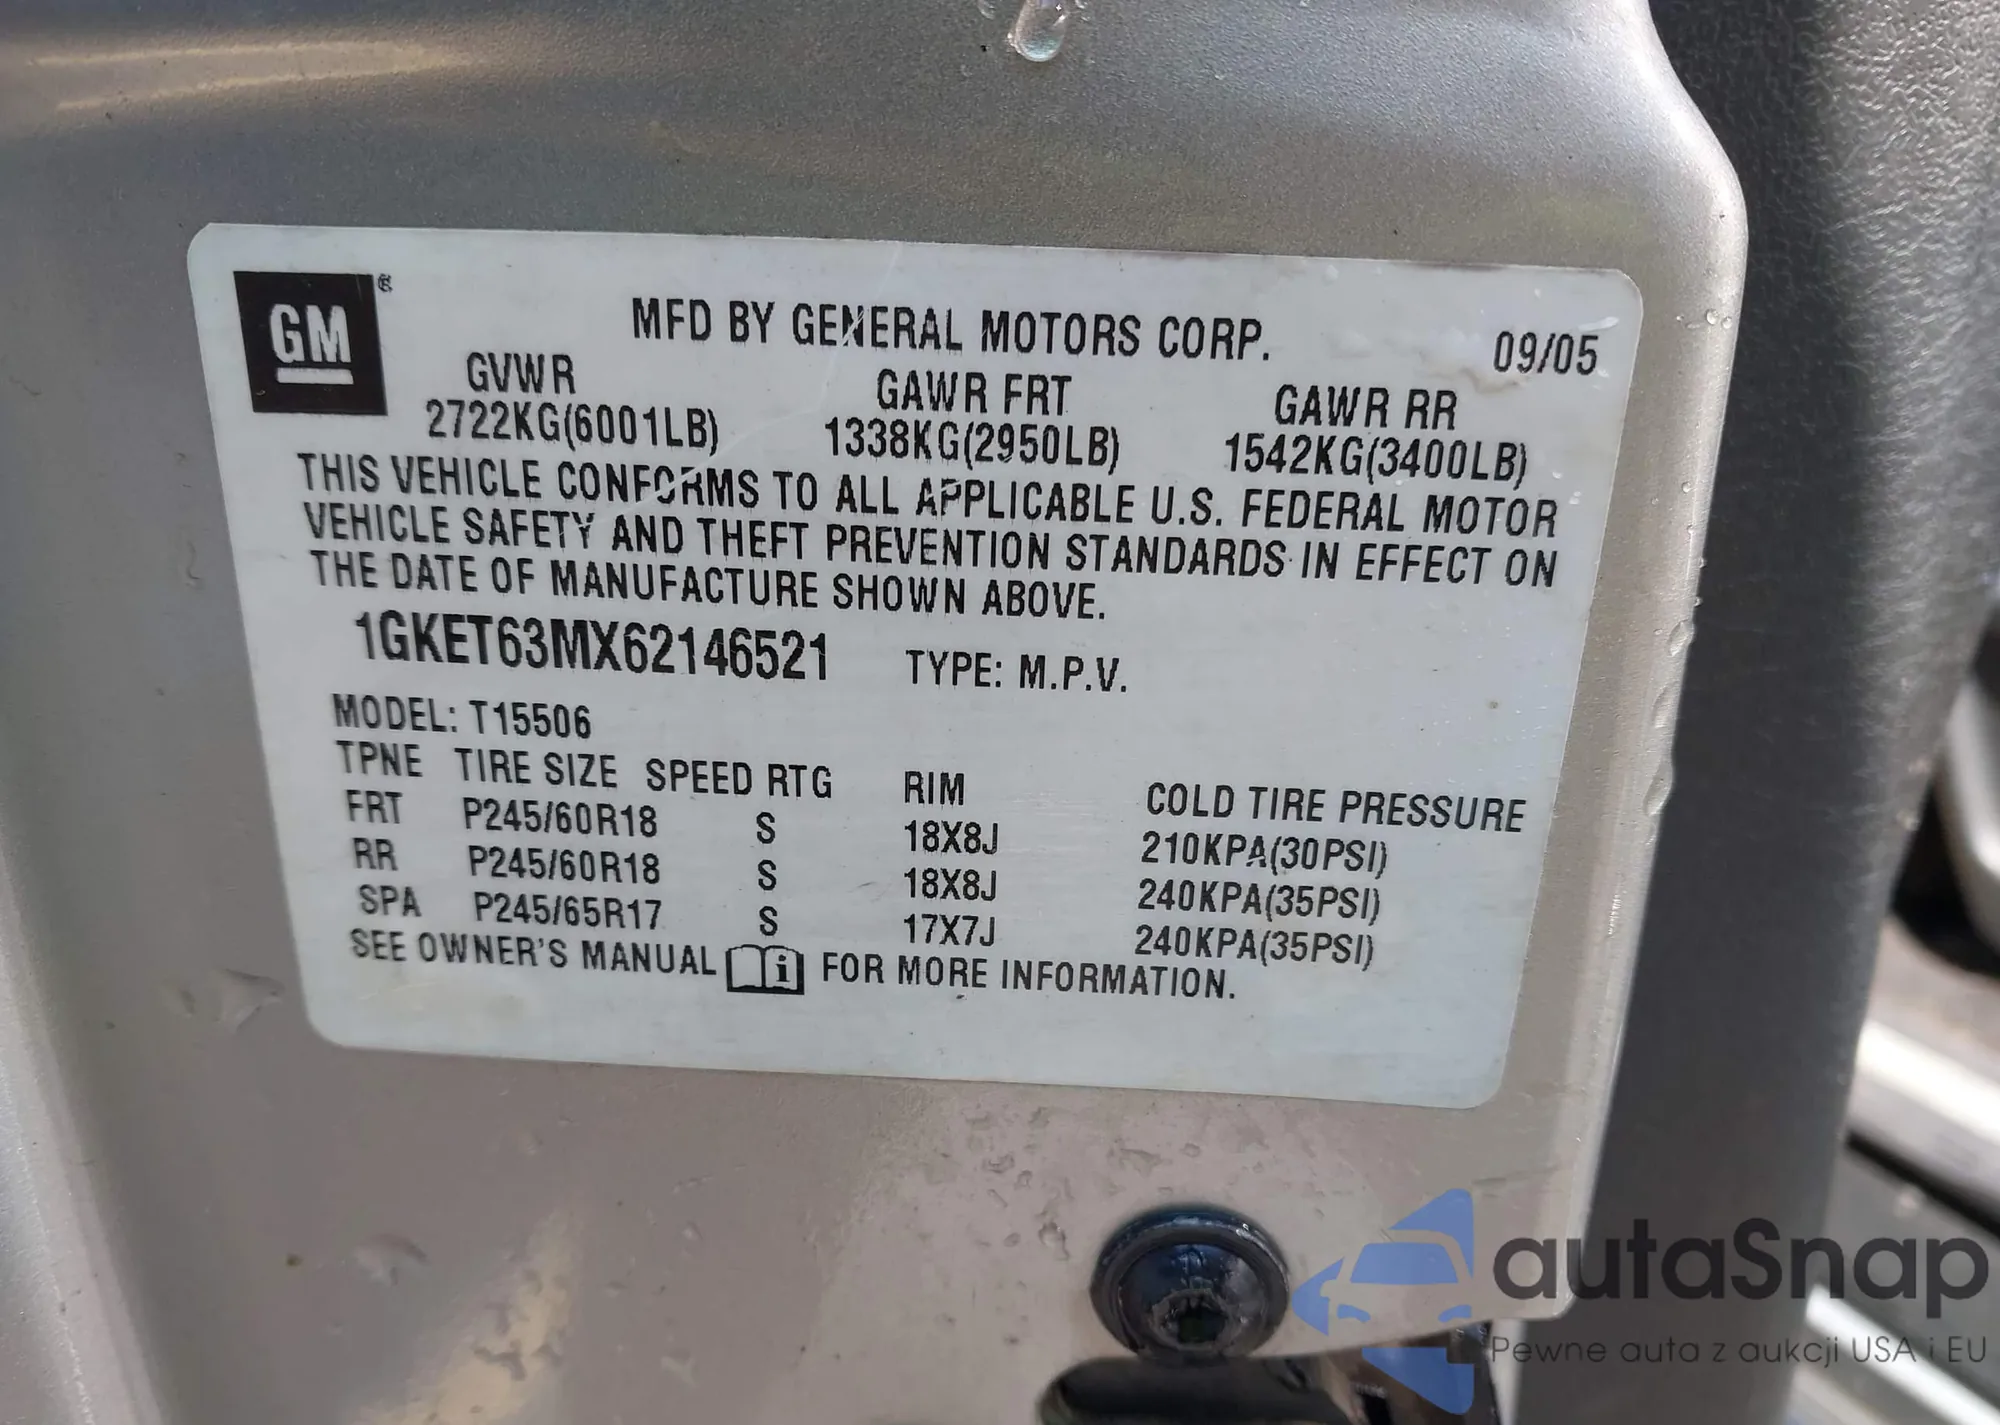 GM ®
MFD BY GENERAL MOTORS CORP. 09/05
GVWR GAWR FRT GAWR RR
2722KG(6001LB) 1338KG(2950LB) 1542KG(3400LB)
THIS VEHICLE CONFORMS TO ALL APPLICABLE U.S. FEDERAL MOTOR
VEHICLE SAFETY AND THEFT PREVENTION STANDARDS IN EFFECT ON
THE DATE OF MANUFACTURE SHOWN ABOVE.
1GKET63MX62146521 TYPE: M.P.V.
MODEL: T15506
TPNE TIRE SIZE SPEED RTG RIM COLD TIRE PRESSURE
FRT P245/60R18 S 18X8J 210KPA(30PSI)
RR P245/60R18 S 18X8J 240KPA(35PSI)
SPA P245/65R17 S 17X7J 240KPA(35PSI)
SEE OWNER'S MANUAL i FOR MORE INFORMATION.
autaSnap
Pewne auta z aukcji USA i EU